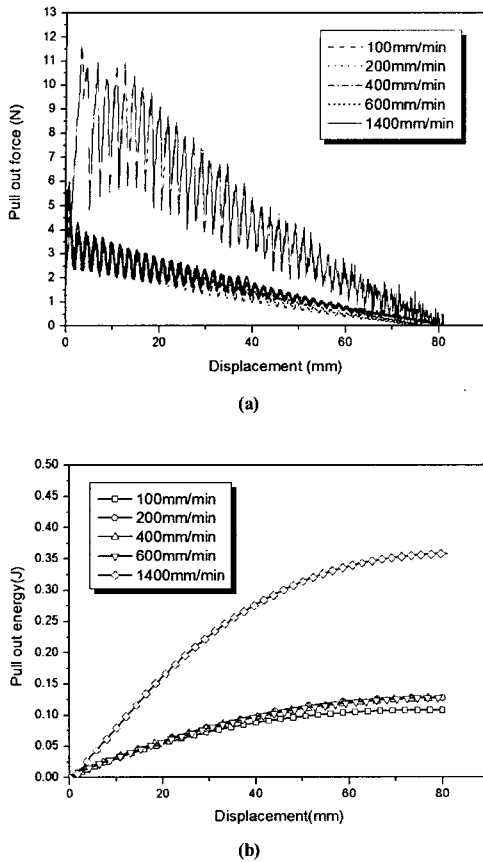 13
12
11
10
9
8
7
6
5
4
3
2
1
0
Pull out force (N)
100mm/min
200mm/min
400mm/min
600mm/min
1400mm/min
0
20
40
60
80
Displacement (mm)
(a)
0.50
0.45
0.40
0.35
0.30
0.25
0.20
0.15
0.10
0.05
0.00
Pull out energy(J)
100mm/min
200mm/min
400mm/min
600mm/min
1400mm/min
0
20
40
60
80
Displacement(mm)
(b)